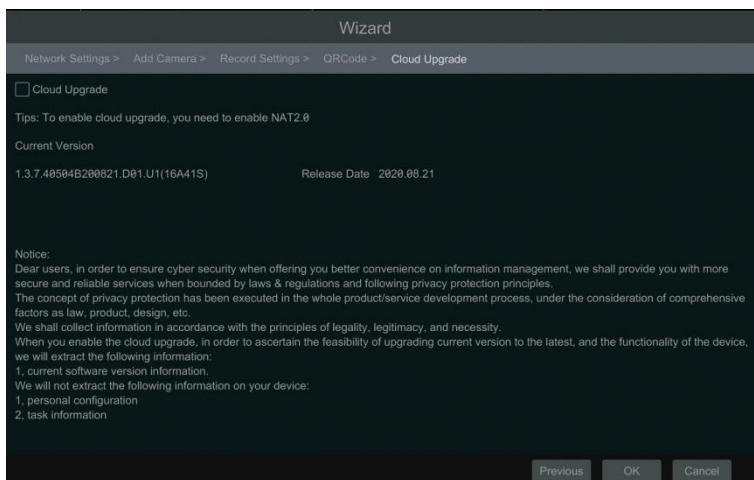 Wizard
Network Settings > Add Camera > Record Settings > QRCode > Cloud Upgrade
Cloud Upgrade
Tips: To enable cloud upgrade, you need to enable NAT2.0
Current Version
1.3.7.40504B200821.D01.U1(16A41S) Release Date 2020.08.21
Notice:
Dear users, in order to ensure cyber security when offering you better convenience on information management, we shall provide you with more
secure and reliable services when bounded by laws & regulations and following privacy protection principles.
The concept of privacy protection has been executed in the whole product/service development process, under the consideration of comprehensive
factors as law, product, design, etc.
We shall collect information in accordance with the principles of legality, legitimacy, and necessity.
When you enable the cloud upgrade, in order to ascertain the feasibility of upgrading current version to the latest, and the functionality of the device,
we will extract the following information:
1, current software version information.
We will not extract the following information on your device:
1, personal configuration
2, task information
Previous OK Cancel